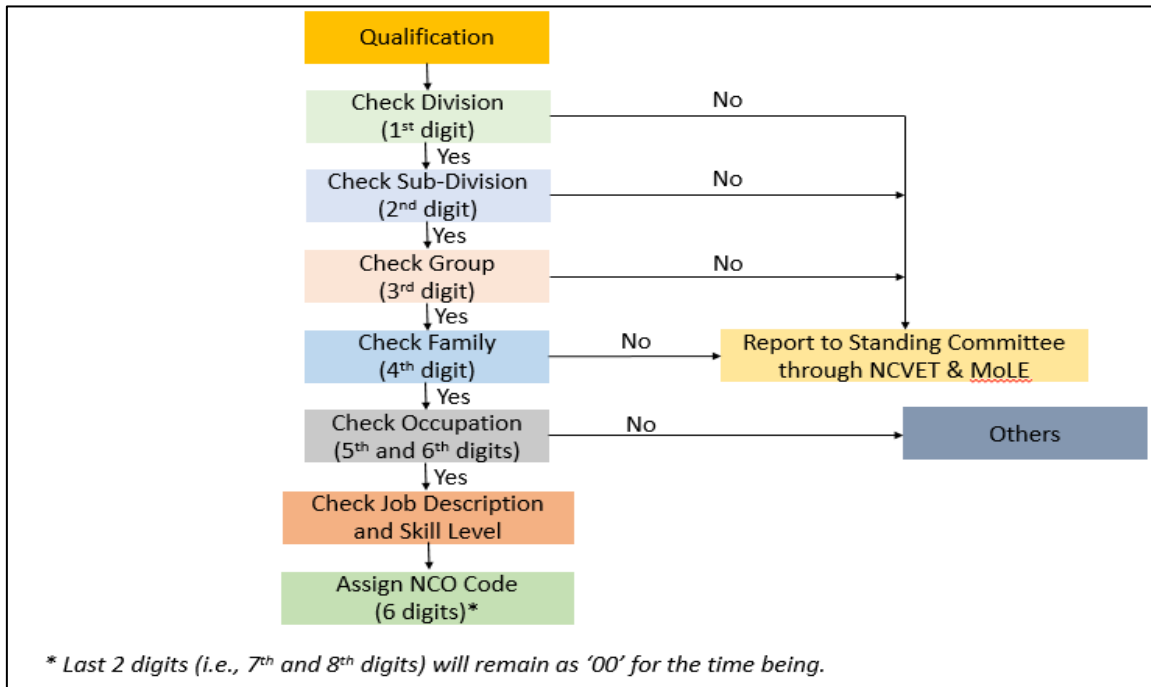 Qualification
Check Division
No
(1st digit)
Yes
Check Sub-Division
No
(2nd digit)
Yes
Check Group
No
(3rd digit)
Yes
Check Family
No
(4th digit)
Report to Standing Committee
through NCVET & MoLE
Yes
Check Occupation
No
(5th and 6th digits)
Others
Yes
Check Job Description
and Skill Level
Assign NCO Code
(6 digits)*
* Last 2 digits (i.e., 7th and 8th digits) will remain as ‘00’ for the time being.